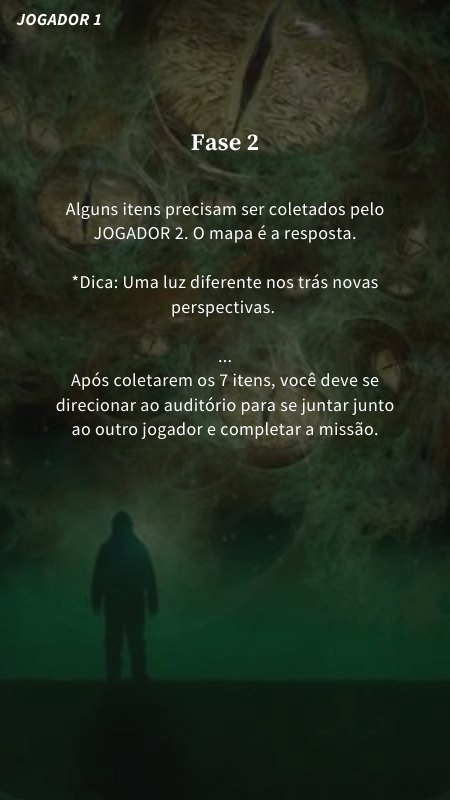 JOGADOR 1
Fase 2
Alguns itens precisam ser coletados pelo
JOGADOR 2. O mapa é a resposta.
*Dica: Uma luz diferente nos trás novas
perspectivas.
...
Após coletarem os 7 itens, você deve se
direcionar ao auditório para se juntar junto
ao outro jogador e completar a missão.